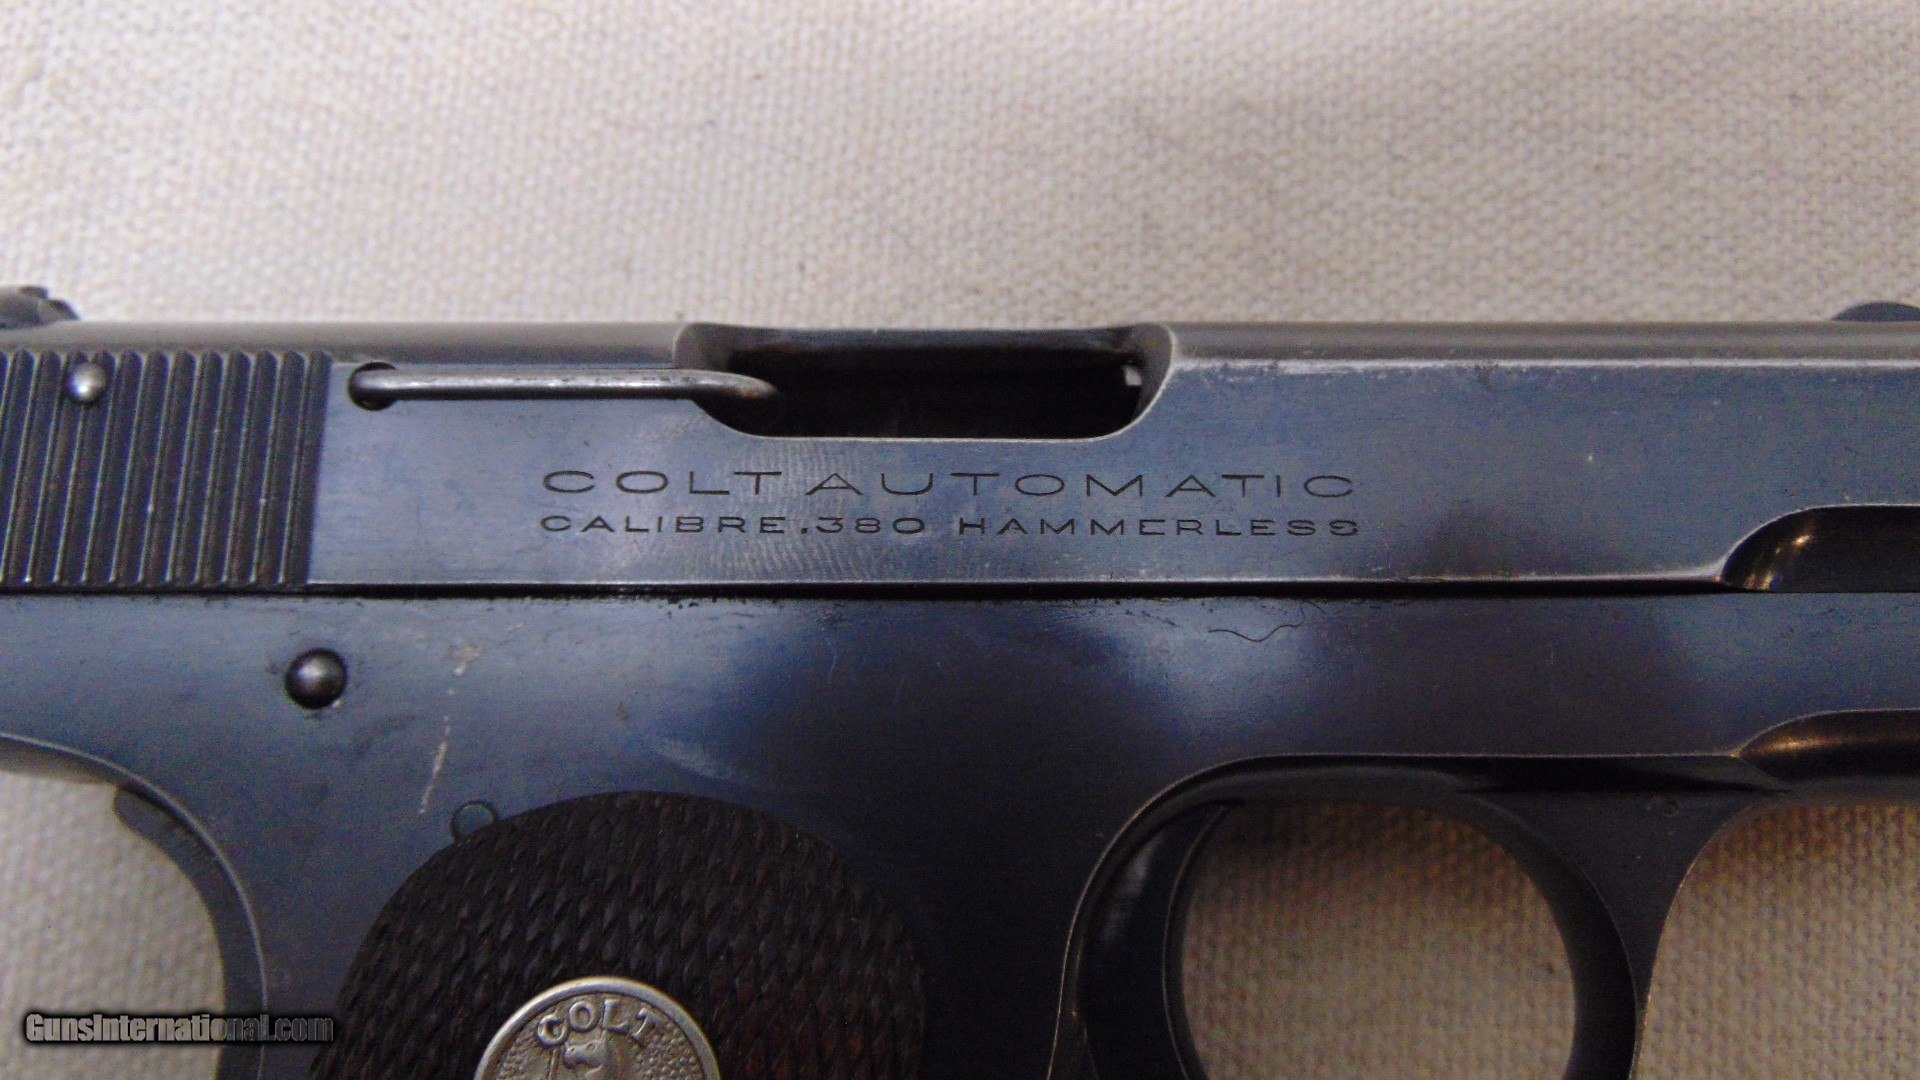 COLT AUTOMATIC
CALIBRE .380 HAMMERLESS
COLT
GunsInternational.com